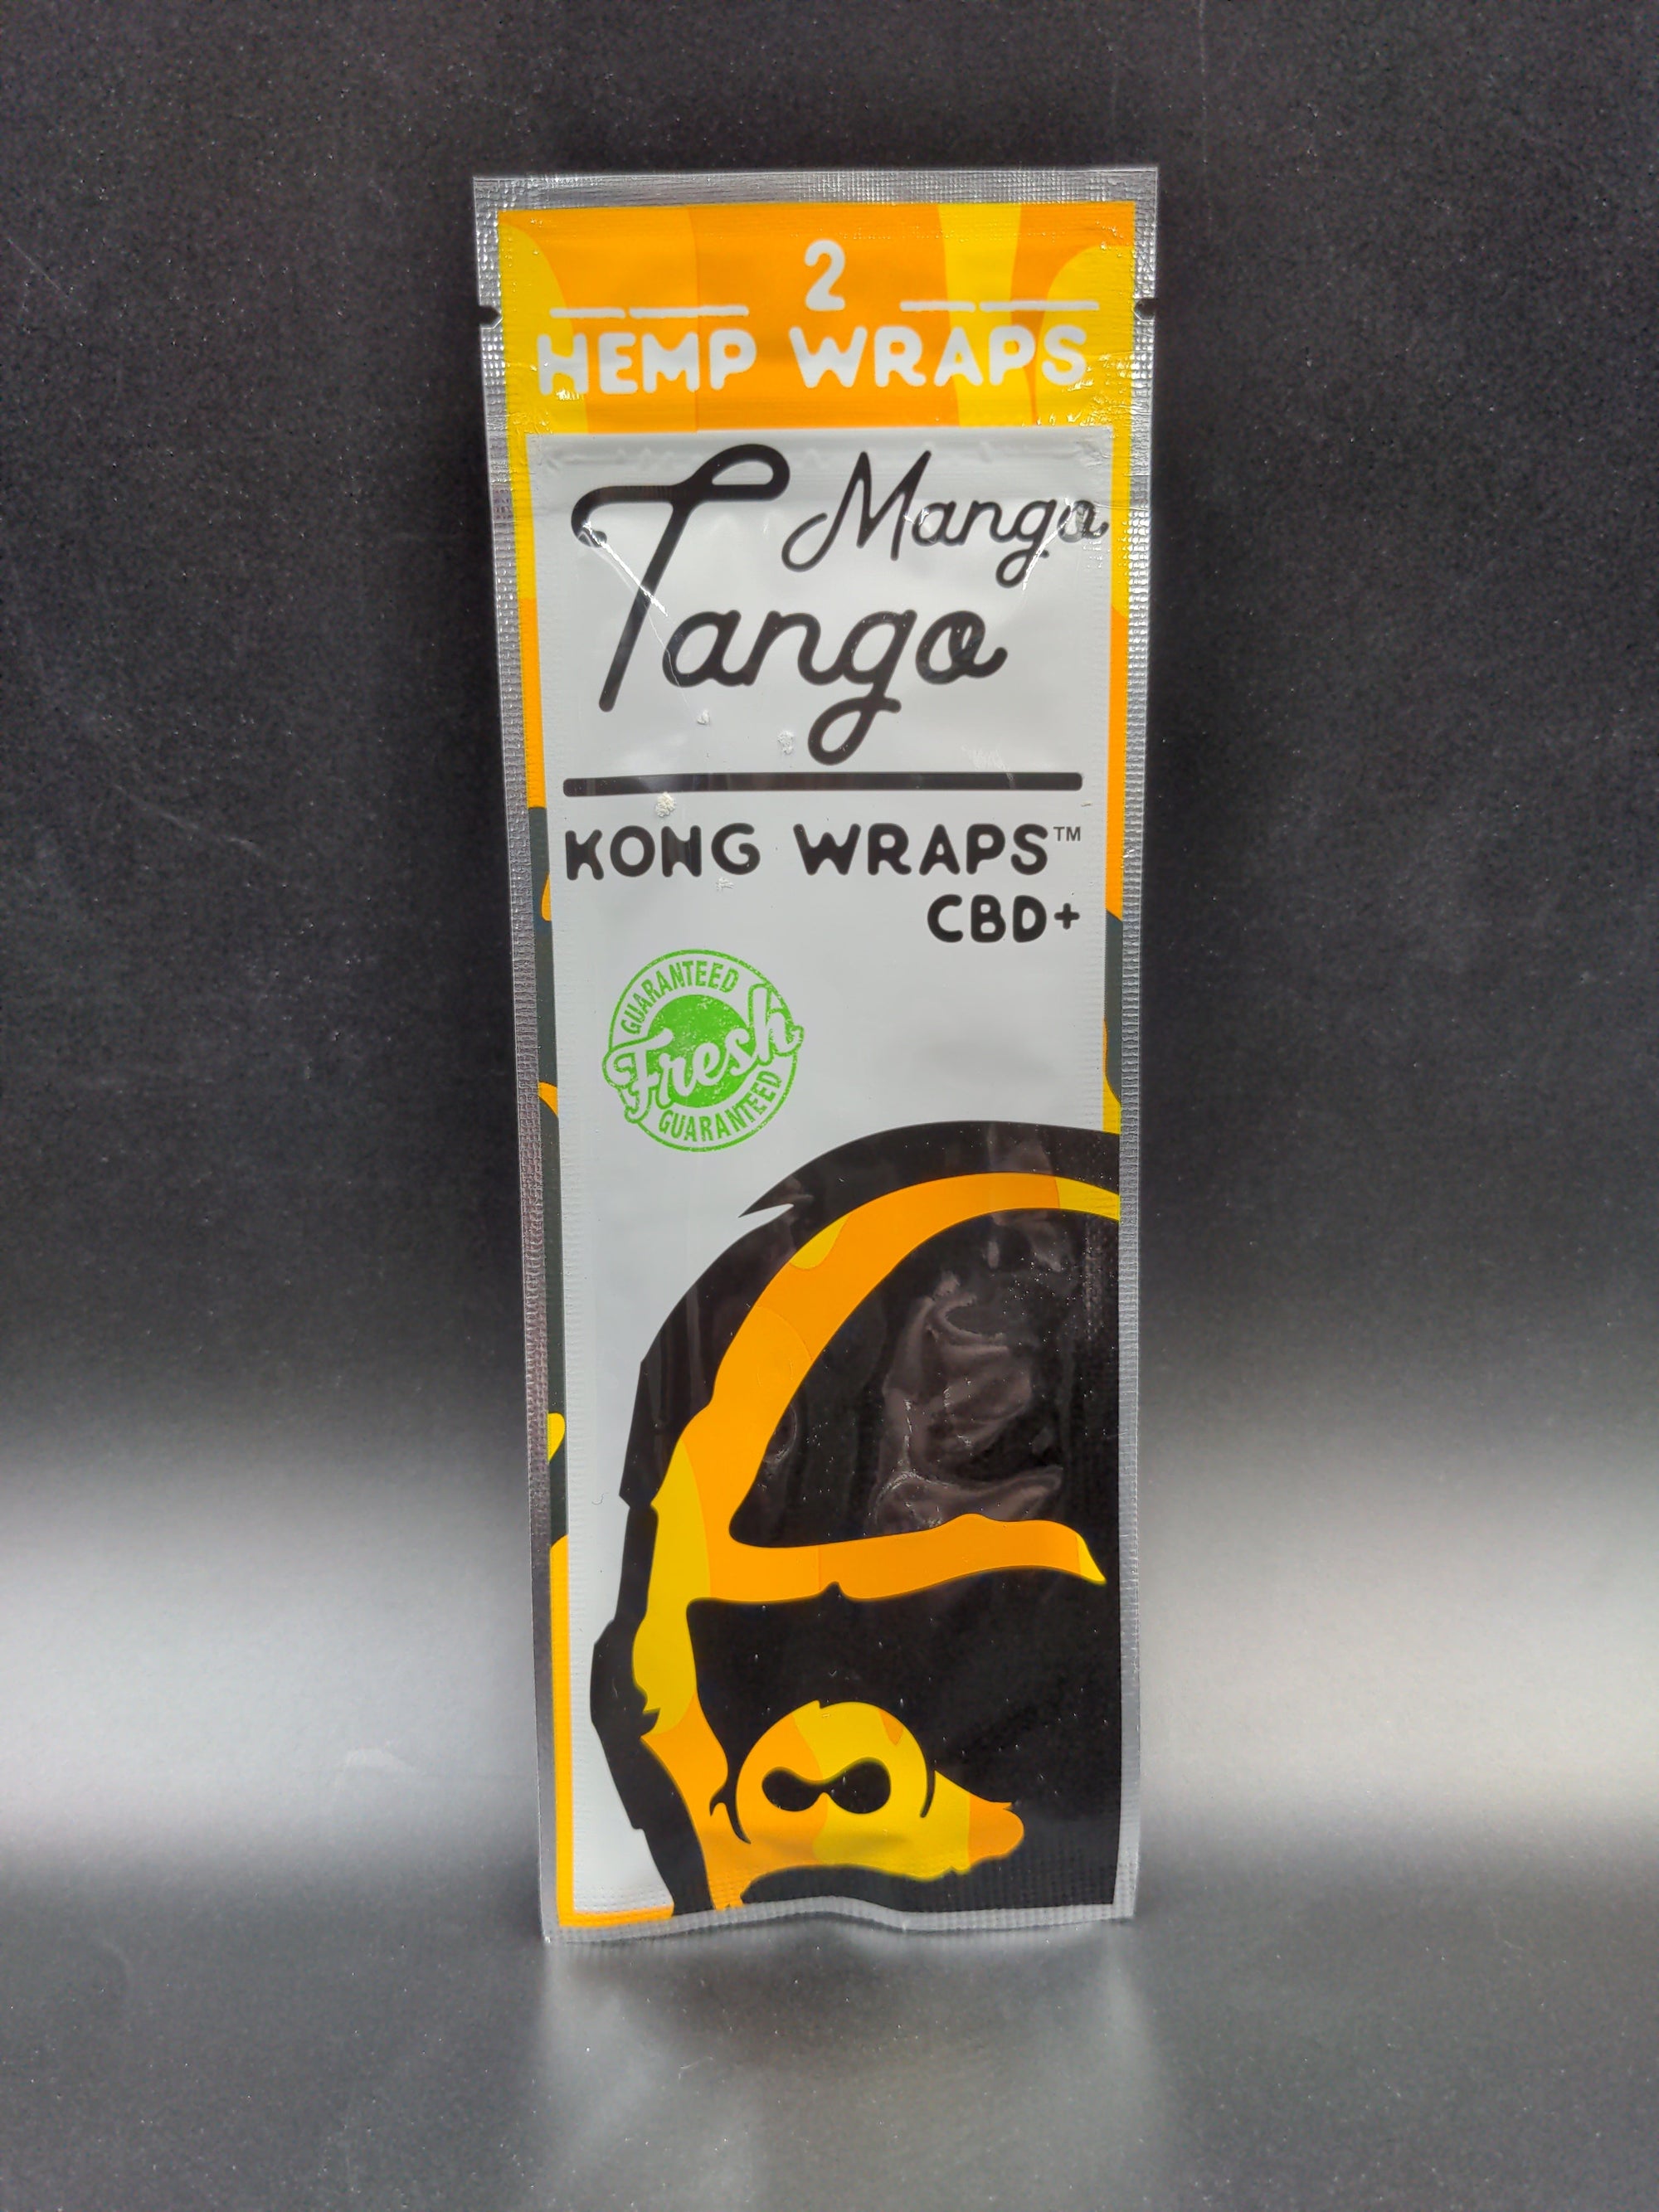 2
HEMP WRAPS
Mango
Tango
KONG WRAPS™
CBD+
GUARANTEED
Fresh
GUARANTEED